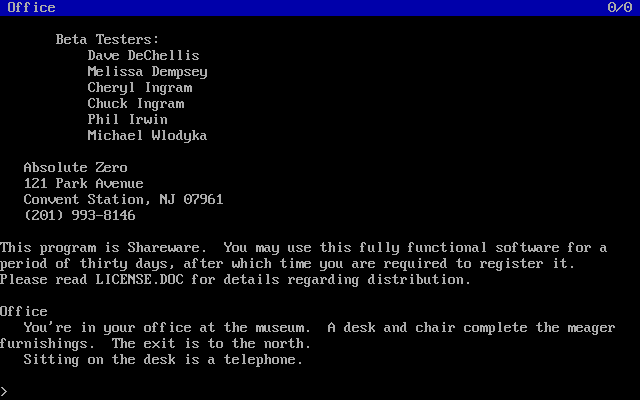 Office 0/0
Beta Testers:
Dave DeChellis
Melissa Dempsey
Cheryl Ingram
Chuck Ingram
Phil Irwin
Michael Wlodyka
Absolute Zero
121 Park Avenue
Convent Station, NJ 07961
(201) 993-8146
This program is Shareware.  You may use this fully functional software for a
period of thirty days, after which time you are required to register it.
Please read LICENSE.DOC for details regarding distribution.
Office
You're in your office at the museum.  A desk and chair complete the meager
furnishings.  The exit is to the north.
Sitting on the desk is a telephone.
>